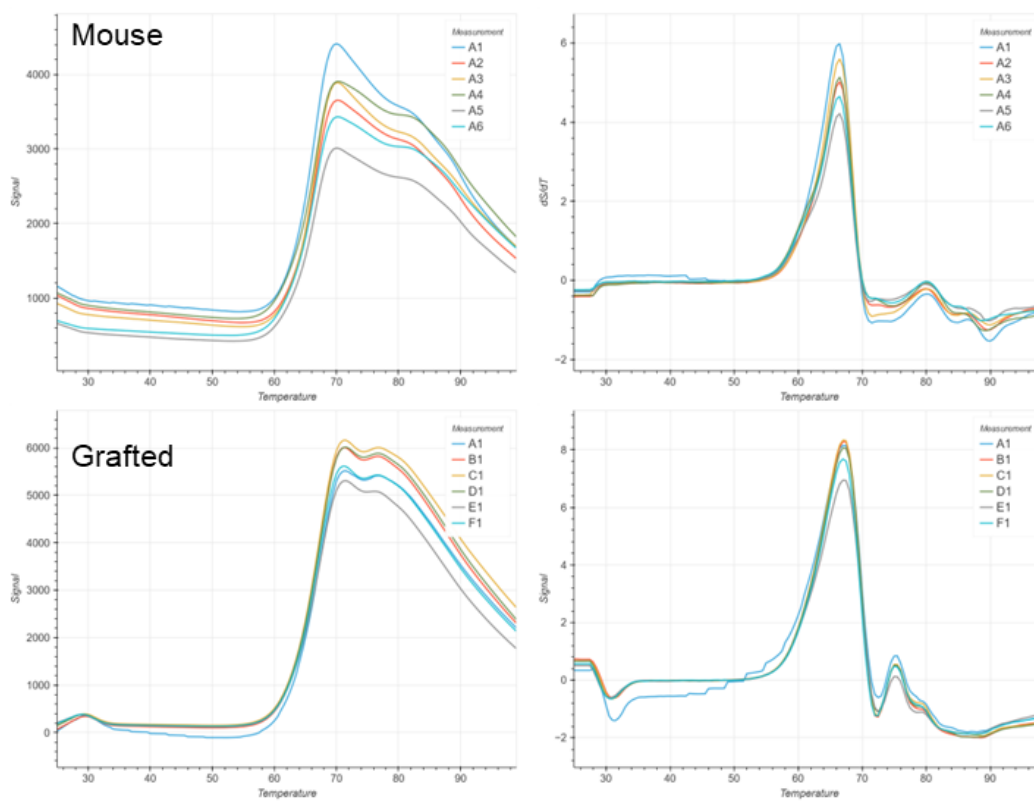 Mouse
Signal
4000
3000
2000
1000
30
40
50
60
70
80
90
Temperature
Measurement
A1
A2
A3
A4
A5
A6
dS/dT
6
4
2
0
−2
30
40
50
60
70
80
90
Temperature
Measurement
A1
A2
A3
A4
A5
A6
Grafted
Signal
6000
5000
4000
3000
2000
1000
0
30
40
50
60
70
80
90
Temperature
Measurement
A1
B1
C1
D1
E1
F1
Signal
8
6
4
2
0
−2
30
40
50
60
70
80
90
Temperature
Measurement
A1
B1
C1
D1
E1
F1